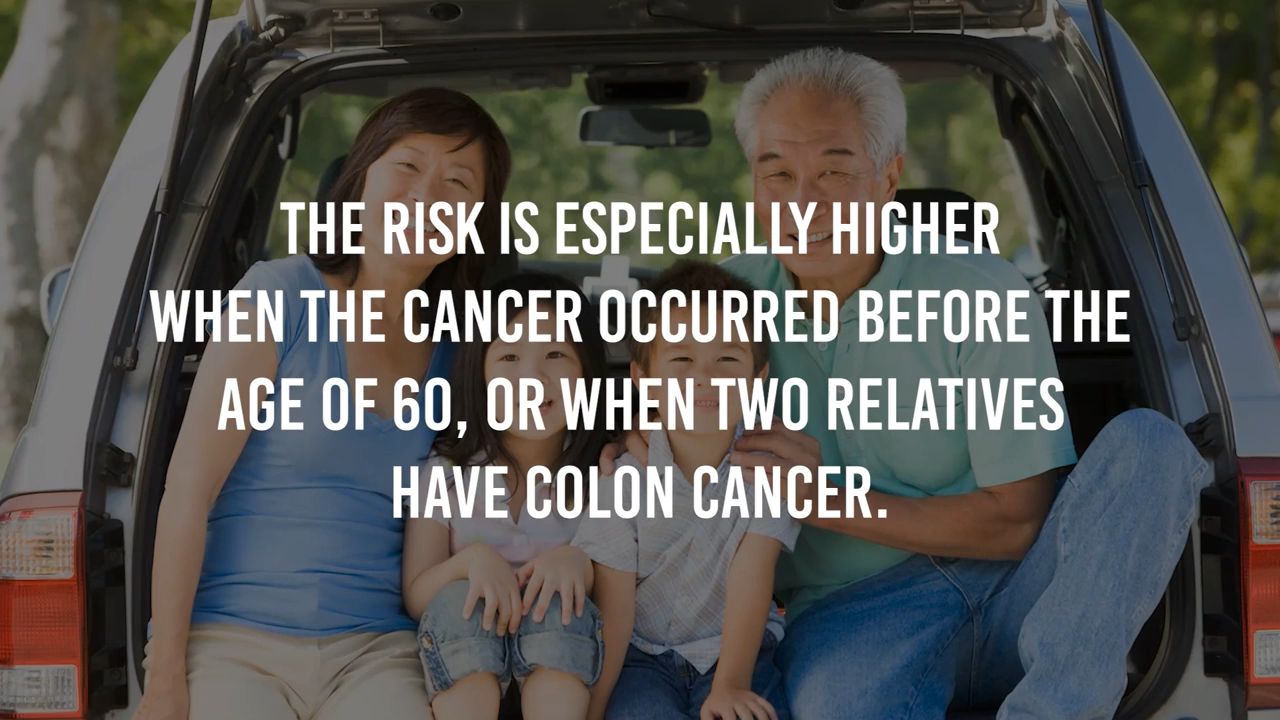 THE RISK IS ESPECIALLY HIGHER
WHEN THE CANCER OCCURRED BEFORE THE
AGE OF 60, OR WHEN TWO RELATIVES
HAVE COLON CANCER.